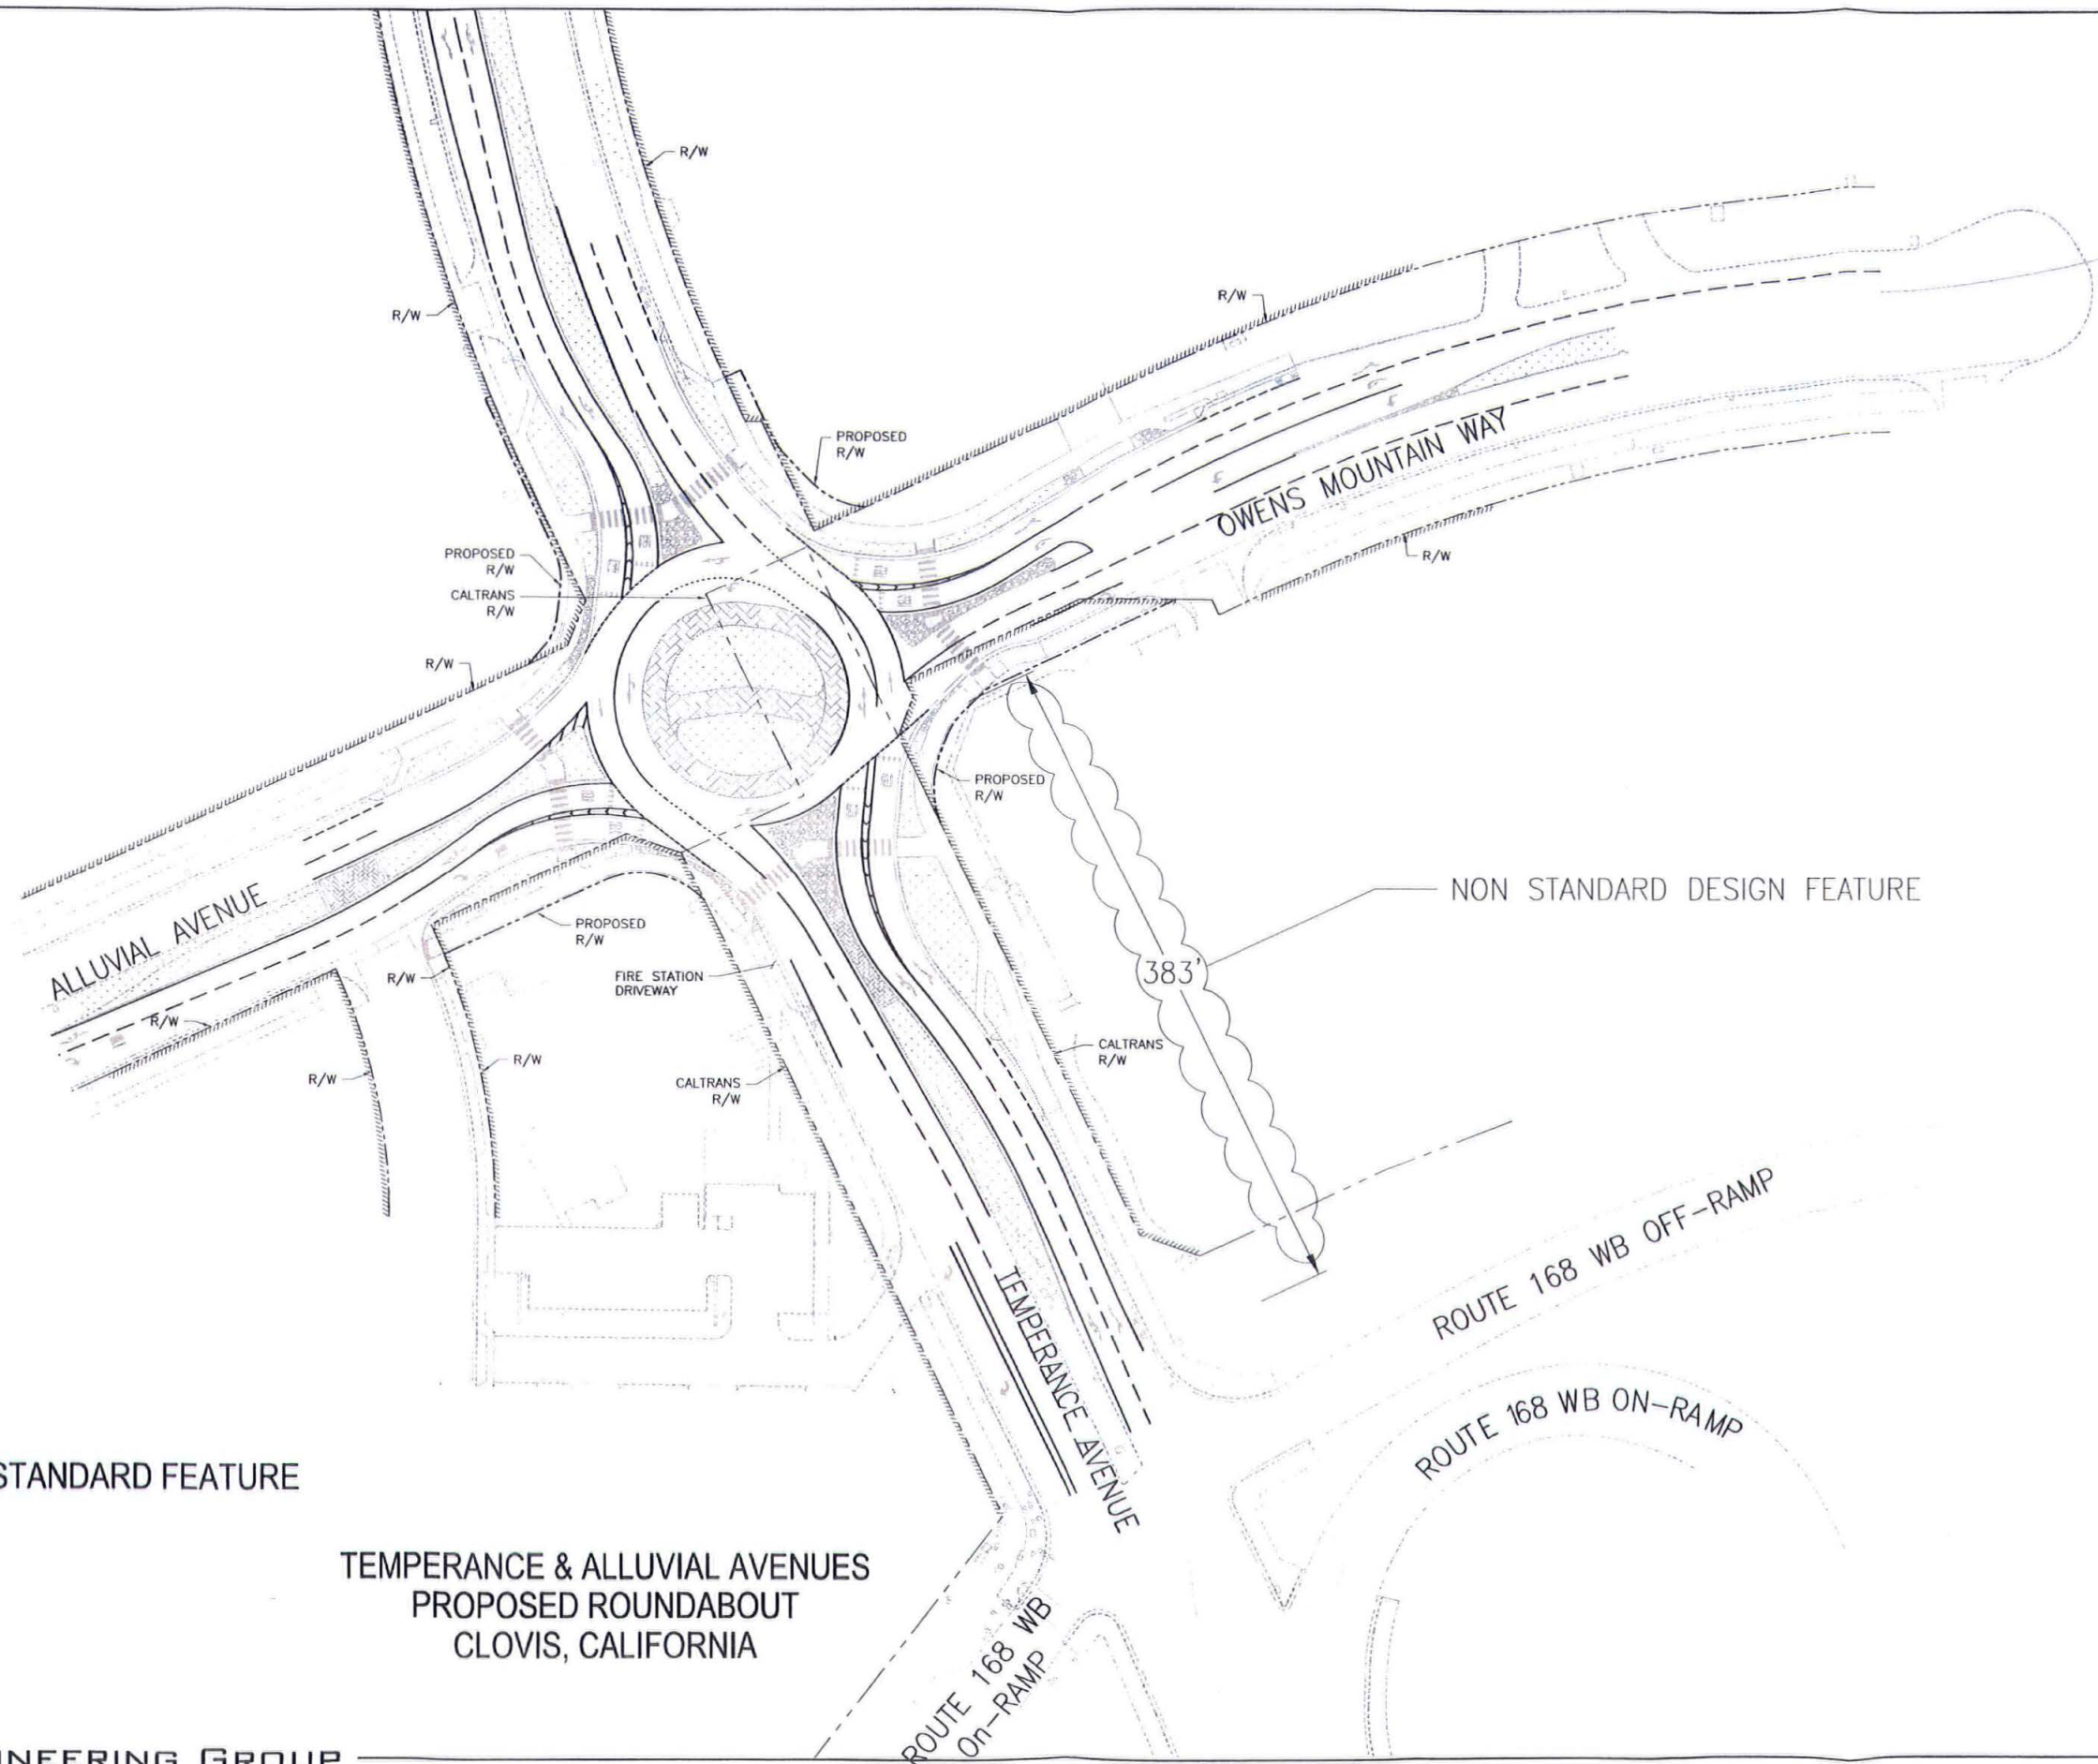 R/W
R/W
R/W
PROPOSED
R/W
OWENS MOUNTAIN WAY
R/W
PROPOSED
R/W
CALTRANS
R/W
R/W
PROPOSED
R/W
NON STANDARD DESIGN FEATURE
383'
ALLUVIAL AVENUE
PROPOSED
R/W
R/W
FIRE STATION
DRIVEWAY
R/W
R/W
R/W
CALTRANS
R/W
CALTRANS
R/W
TEMPERANCE AVENUE
ROUTE 168 WB OFF-RAMP
ROUTE 168 WB ON-RAMP
ROUTE 168 WB
On-RAMP
STANDARD FEATURE
TEMPERANCE & ALLUVIAL AVENUES
PROPOSED ROUNDABOUT
CLOVIS, CALIFORNIA
GROUP